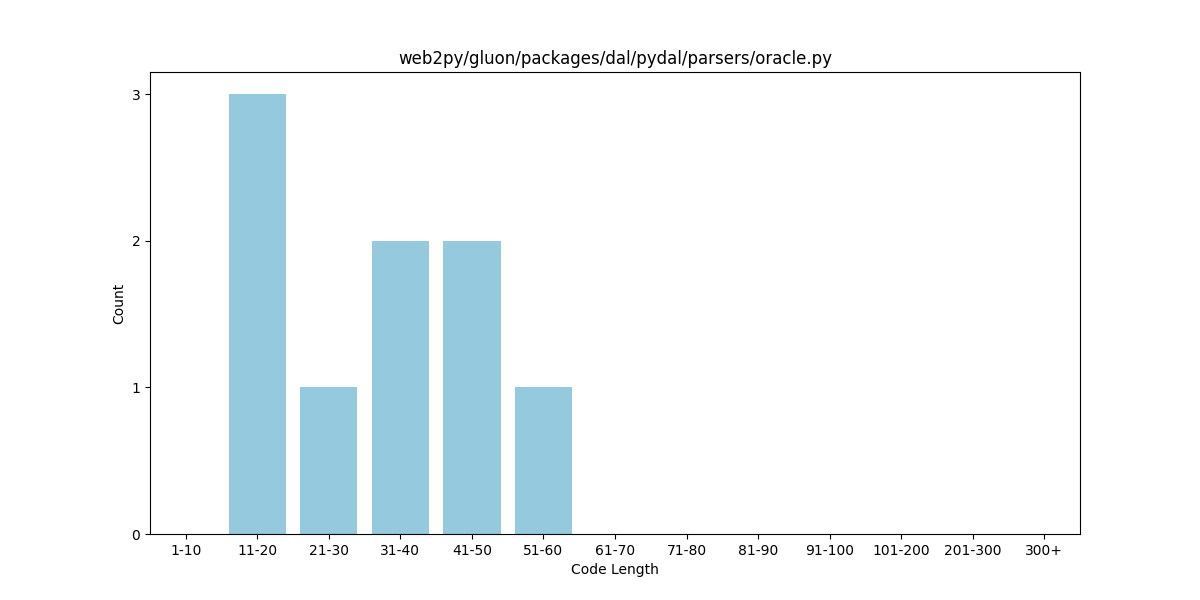 web2py/gluon/packages/dal/pydal/parsers/oracle.py
3
2
1
0
Count
1-10 11-20 21-30 31-40 41-50 51-60 61-70 71-80 81-90 91-100 101-200 201-300 300+
Code Length